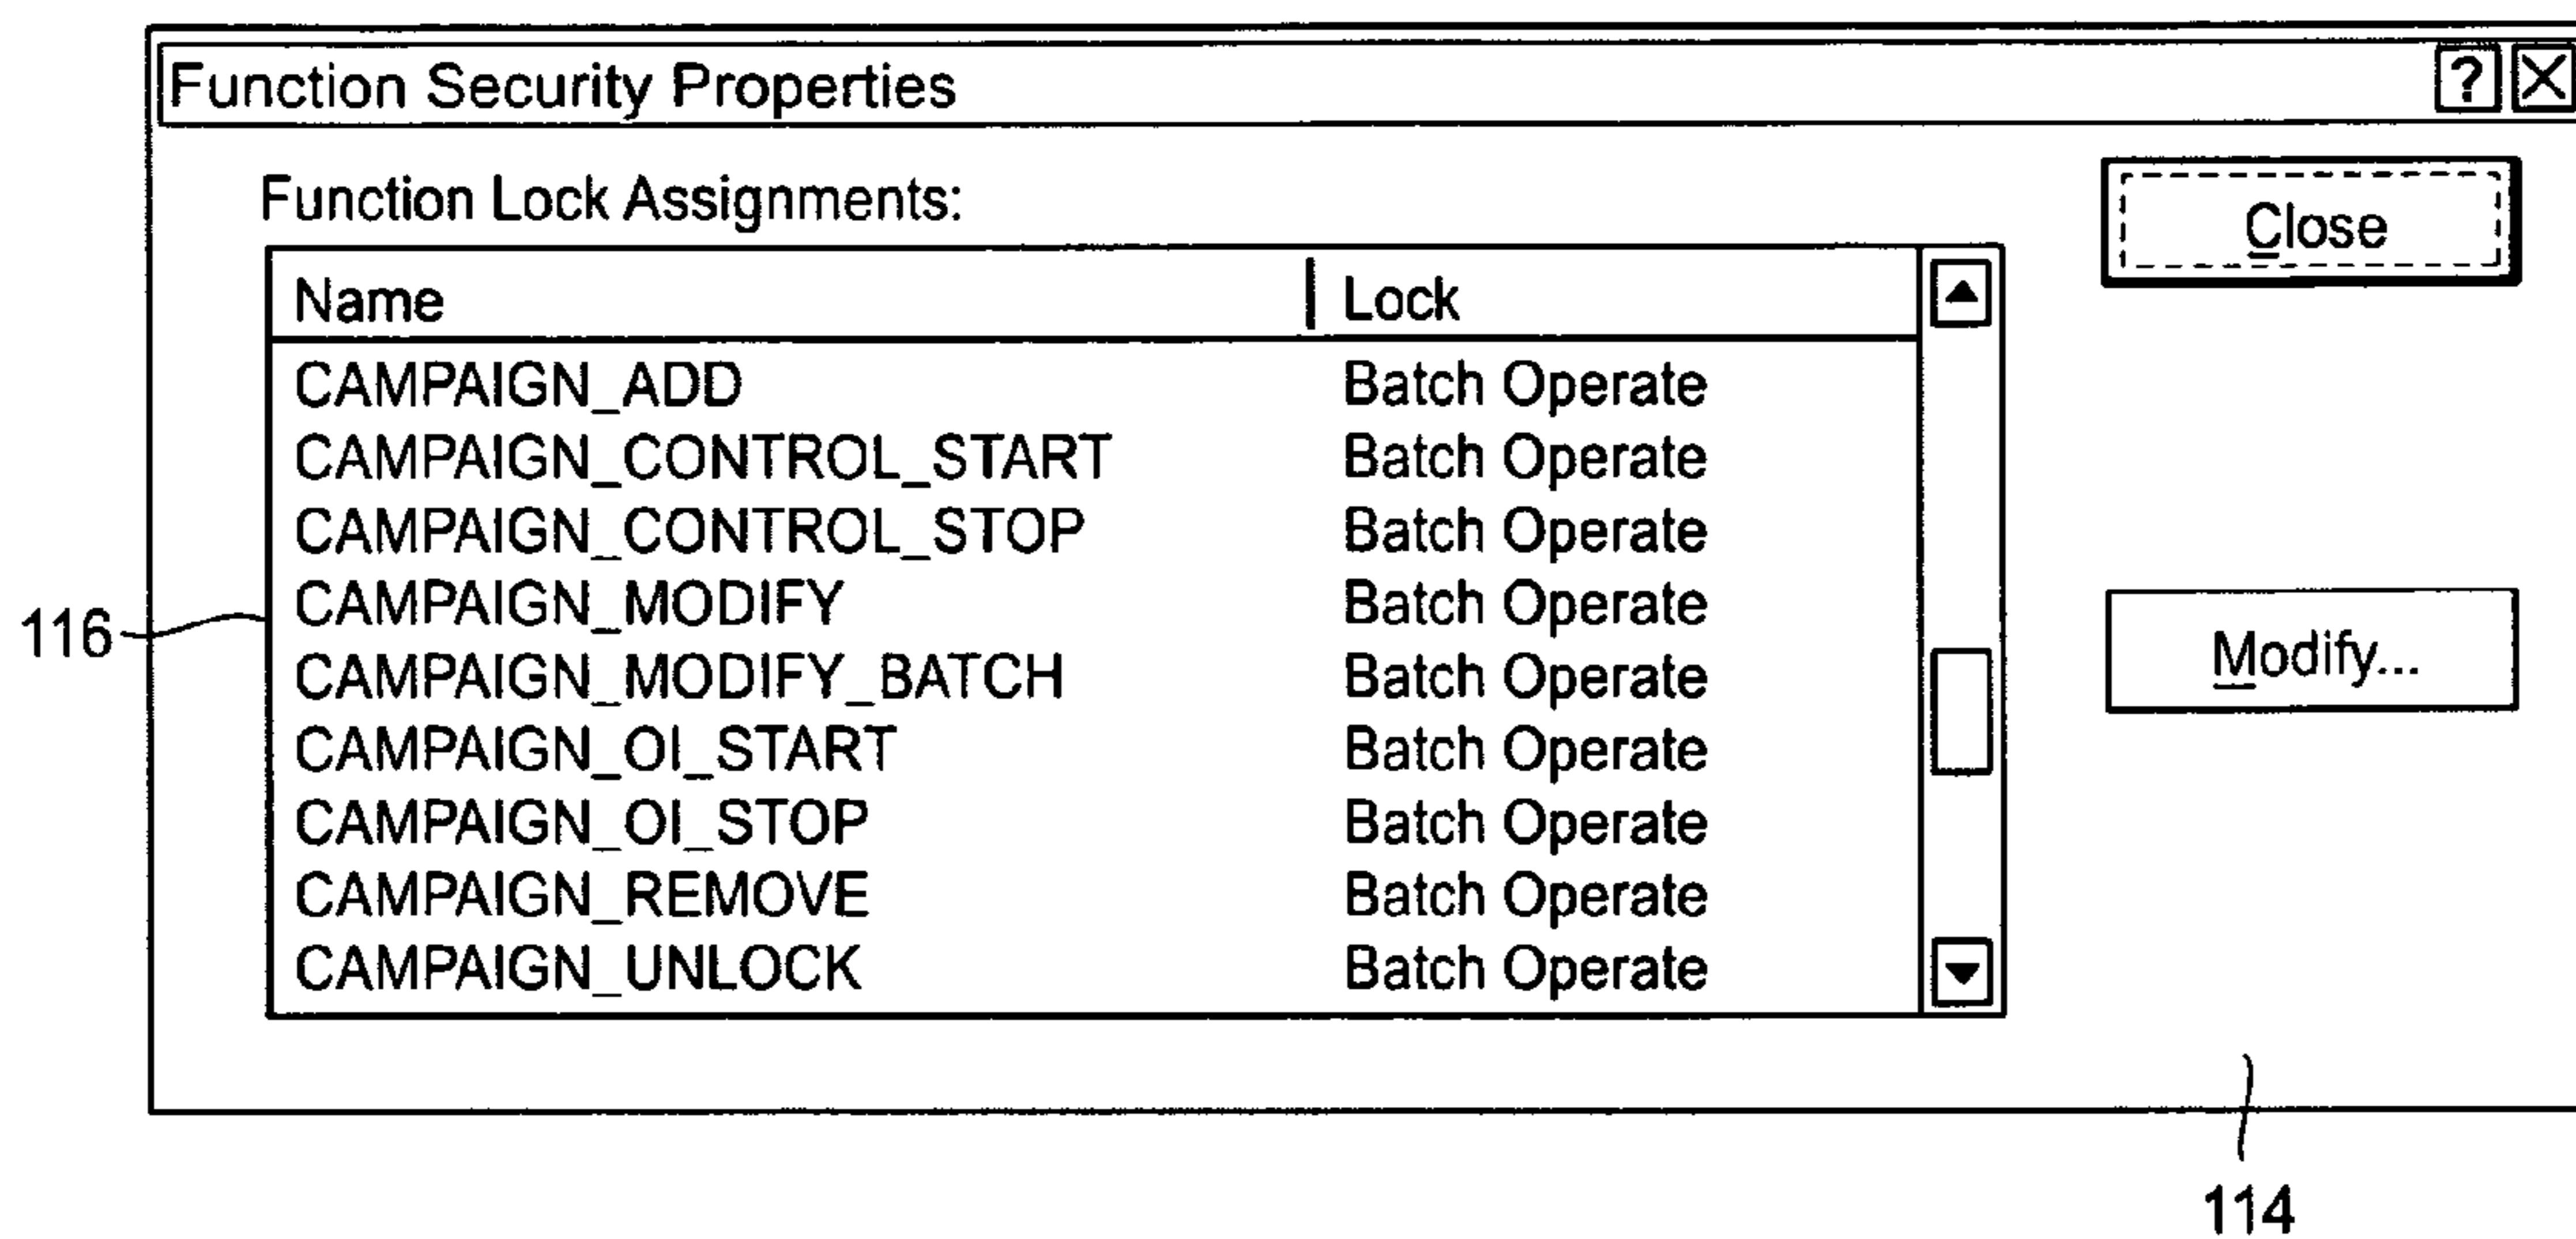 Function Security Properties ? X
Function Lock Assignments:
Close
Name Lock
CAMPAIGN_ADD Batch Operate
CAMPAIGN_CONTROL_START Batch Operate
CAMPAIGN_CONTROL_STOP Batch Operate
CAMPAIGN_MODIFY Batch Operate
116
Modify...
CAMPAIGN_MODIFY_BATCH Batch Operate
CAMPAIGN_OI_START Batch Operate
CAMPAIGN_OI_STOP Batch Operate
CAMPAIGN_REMOVE Batch Operate
CAMPAIGN_UNLOCK Batch Operate
114